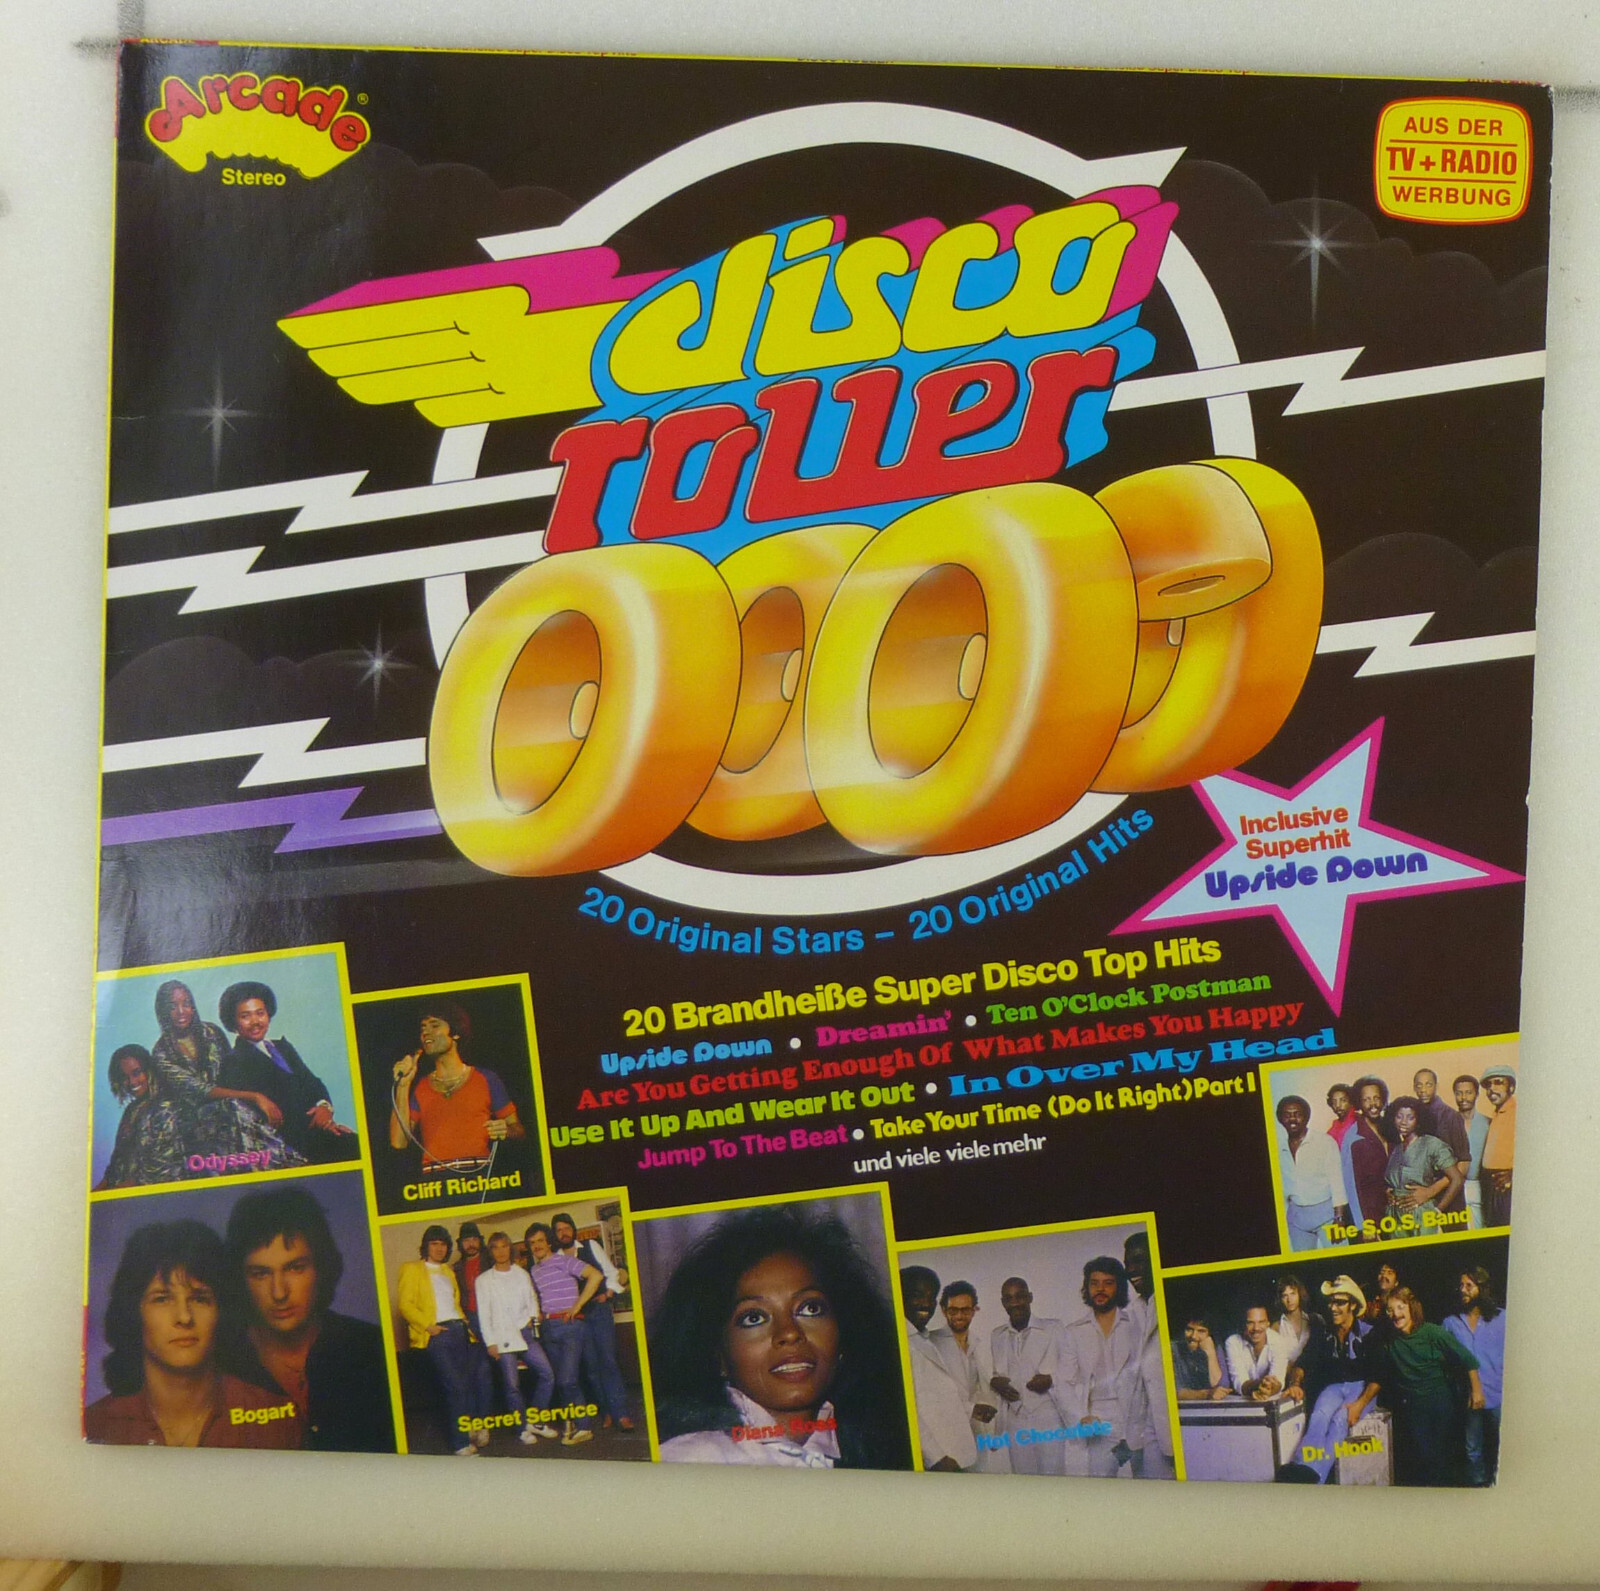 Arcade®
Stereo
AUS DER
TV + RADIO
WERBUNG
disco
roller
20 Original Stars – 20 Original Hits
Inclusive
Superhit
Upside Down
20 Brandheiße Super Disco Top Hits
Upside Down • Dreamin' • Ten O'Clock Postman
Are You Getting Enough Of What Makes You Happy
Use It Up And Wear It Out • In Over My Head
Jump To The Beat • Take Your Time (Do It Right) Part I
und viele viele mehr
Odyssey
Cliff Richard
The S.O.S. Band
Bogart
Secret Service
Diana Ross
Hot Chocolate
Dr. Hook